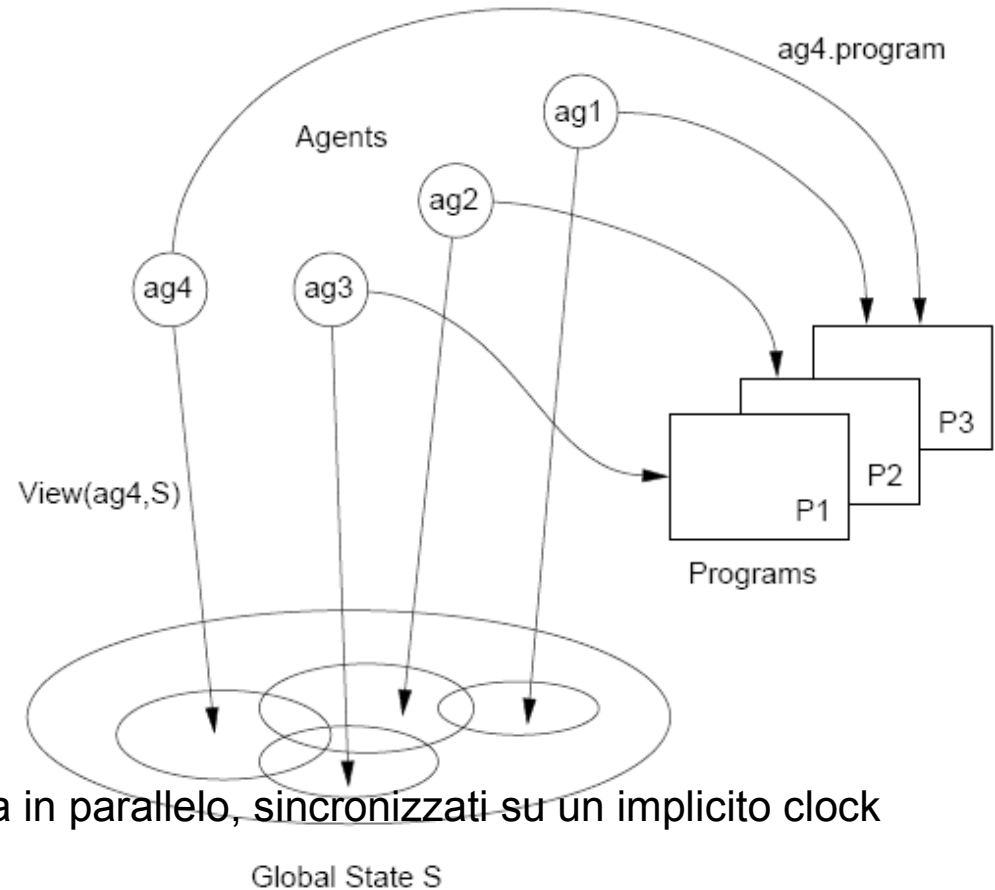 ag4.program
ag1
Agents
ag2
ag4
ag3
P3
P2
View(ag4,S)
P1
Programs
a in parallelo, sincronizzati su un implicito clock
Global State S